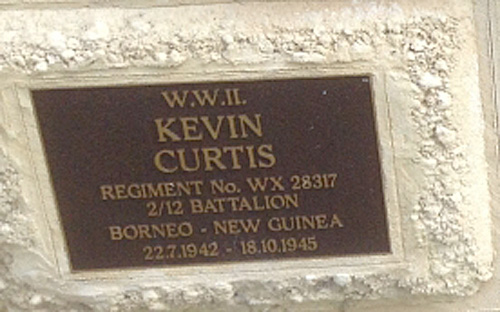 W.W.II.
KEVIN
CURTIS
REGIMENT No. WX 28317
2/12 BATTALION
BORNEO - NEW GUINEA
22.7.1942 - 18.10.1945